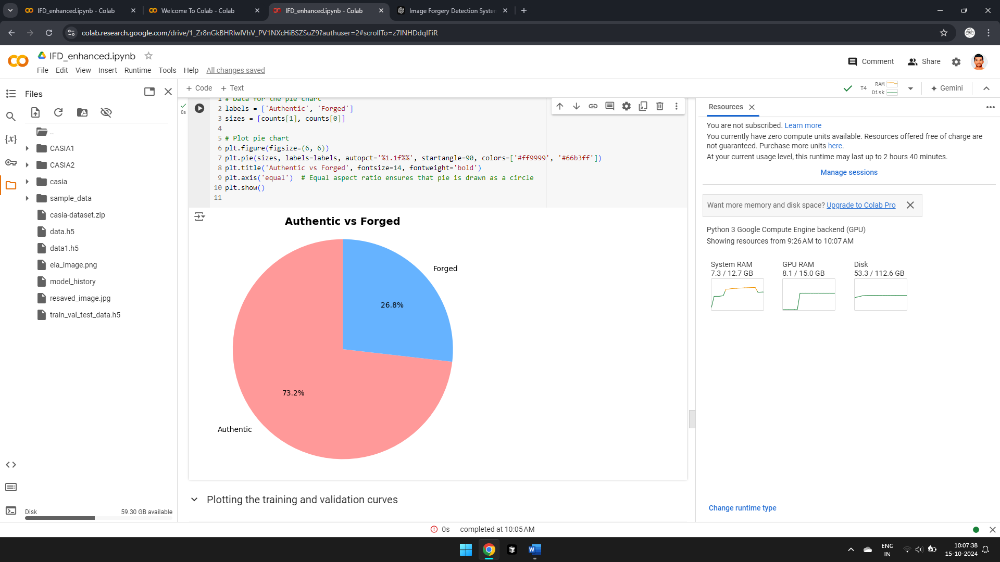 IFD_enhanced.ipynb - Colab
Welcome To Colab - Colab
IFD_enhanced.ipynb - Colab
Image Forgery Detection System
colab.research.google.com/drive/1_Zr8nGkBHRlwlVhV_PV1NXcHiBSZSuZ9?authuser=2#scrollTo=z7INHDdqIFiR
IFD_enhanced.ipynb
File Edit View Insert Runtime Tools Help All changes saved
Comment Share
Files
+ Code + Text
T4
RAM
Disk
Gemini
..
CASIA1
CASIA2
casia
sample_data
casia-dataset.zip
data.h5
data1.h5
ela_image.png
model_history
resaved_image.jpg
train_val_test_data.h5
Disk 59.30 GB available
0s
1 # Data for the pie chart
2 labels = ['Authentic', 'Forged']
3 sizes = [counts[1], counts[0]]
4
5 # Plot pie chart
6 plt.figure(figsize=(6, 6))
7 plt.pie(sizes, labels=labels, autopct='%1.1f%%', startangle=90, colors=['#ff9999', '#66b3ff'])
8 plt.title('Authentic vs Forged', fontsize=14, fontweight='bold')
9 plt.axis('equal')  # Equal aspect ratio ensures that pie is drawn as a circle
10 plt.show()
11
Authentic vs Forged
Forged
26.8%
73.2%
Authentic
Plotting the training and validation curves
Resources
You are not subscribed. Learn more
You currently have zero compute units available. Resources offered free of charge are
not guaranteed. Purchase more units here.
At your current usage level, this runtime may last up to 2 hours 40 minutes.
Manage sessions
Want more memory and disk space? Upgrade to Colab Pro
Python 3 Google Compute Engine backend (GPU)
Showing resources from 9:26 AM to 10:07 AM
System RAM
7.3 / 12.7 GB
GPU RAM
8.1 / 15.0 GB
Disk
53.3 / 112.6 GB
Change runtime type
0s completed at 10:05 AM
ENG
IN
10:07:38
15-10-2024